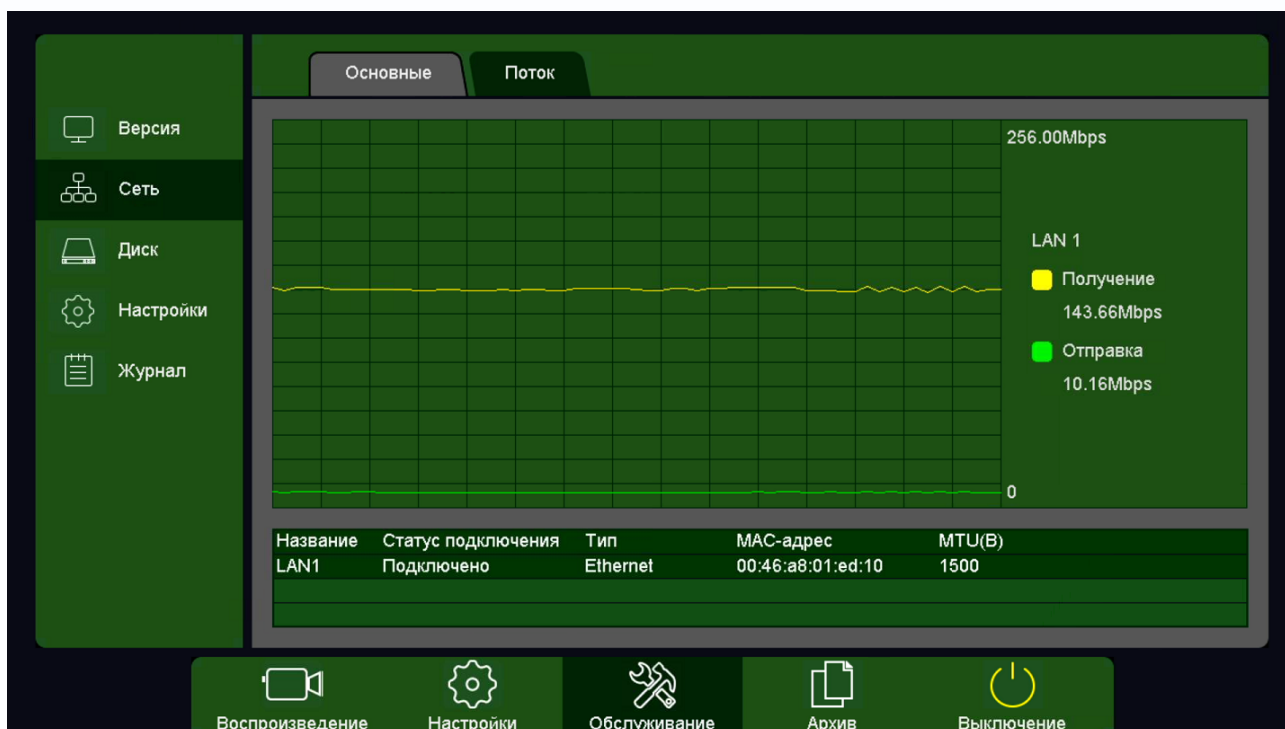 Основные
Поток
Версия
Сеть
Диск
Настройки
Журнал
256.00Mbps
LAN 1
Получение
143.66Mbps
Отправка
10.16Mbps
0
Название Статус подключения Тип MAC-адрес MTU(B)
LAN1 Подключено Ethernet 00:46:a8:01:ed:10 1500
Воспроизведение Настройки Обслуживание Архив Выключение